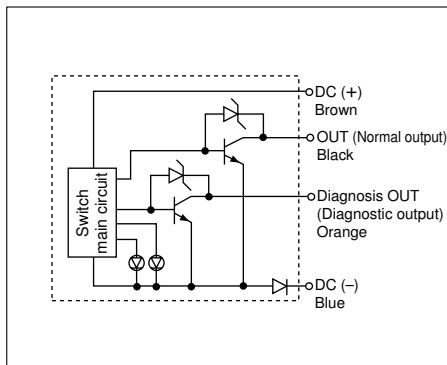 DC (+)
Brown
OUT (Normal output)
Black
Diagnosis OUT
(Diagnostic output)
Orange
Switch
main circuit
DC (–)
Blue